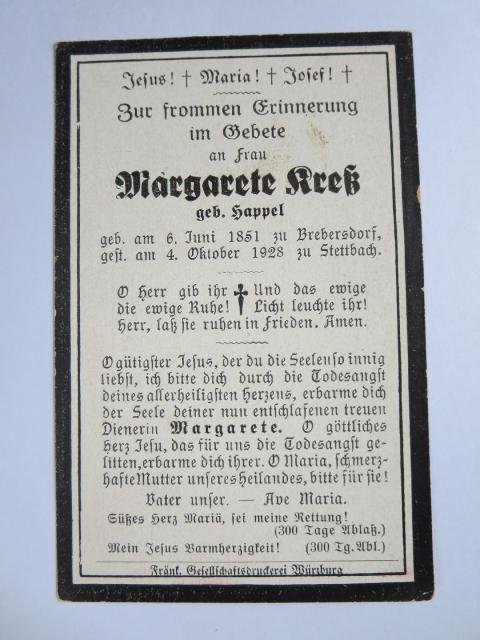 Jesus! † Maria! † Josef! †
Zur frommen Erinnerung
im Gebete
an Frau
Margarete Kreß
geb. Happel
geb. am 6. Juni 1851 zu Brebersdorf,
gest. am 4. Oktober 1928 zu Stettbach.
O Herr gib ihr † Und das ewige
die ewige Ruhe! Licht leuchte ihr!
Herr, laß sie ruhen in Frieden. Amen.
O gütigster Jesus, der du die Seelen so innig
liebst, ich bitte dich durch die Todesangst
deines allerheiligsten Herzens, erbarme dich
der Seele deiner nun entschlafenen treuen
Dienerin Margarete. O göttliches
Herz Jesu, das für uns die Todesangst ge-
litten, erbarme dich ihrer. O Maria, schmerz-
hafte Mutter unseres Heilandes, bitte für sie!
Vater unser. — Ave Maria.
Süßes Herz Mariä, sei meine Rettung!
(300 Tage Ablaß.)
Mein Jesus Barmherzigkeit! (300 Tg. Abl.)
Fränk. Gesellschaftsdruckerei Würzburg